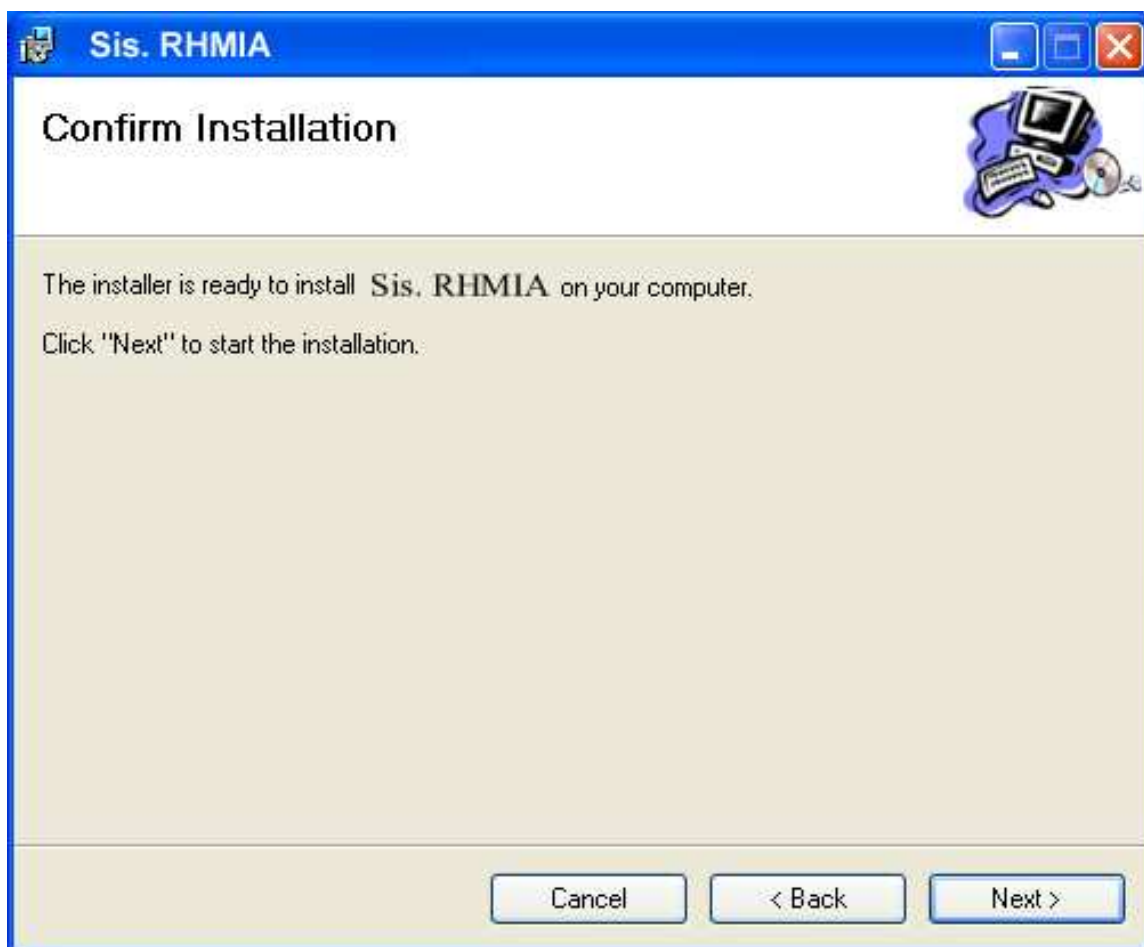 Sis. RHMIA
Confirm Installation
The installer is ready to install Sis. RHMIA on your computer.
Click "Next" to start the installation.
Cancel
< Back
Next >